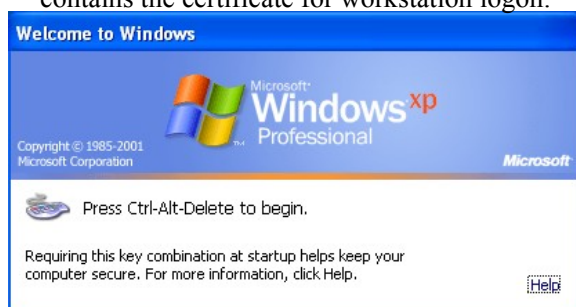 contains the certificate for workstation logon.
Welcome to Windows
Microsoft
Windows xp
Professional
Copyright © 1985-2001
Microsoft Corporation
Microsoft
Press Ctrl-Alt-Delete to begin.
Requiring this key combination at startup helps keep your
computer secure. For more information, click Help.
Help